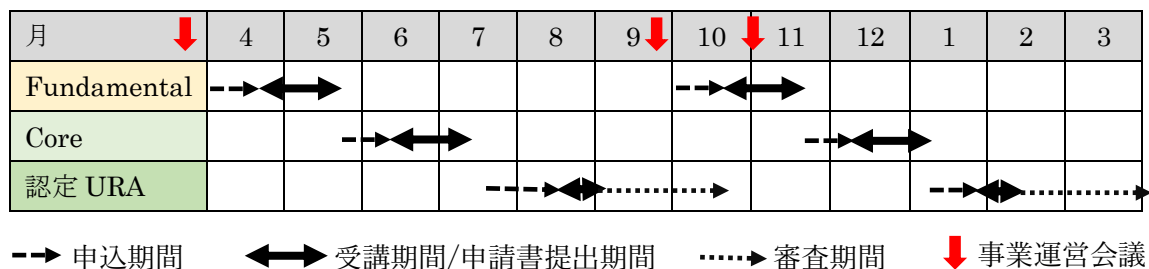 月 4 5 6 7 8 9 10 11 12 1 2 3
Fundamental
Core
認定 URA
申込期間 受講期間/申請書提出期間 審査期間 事業運営会議